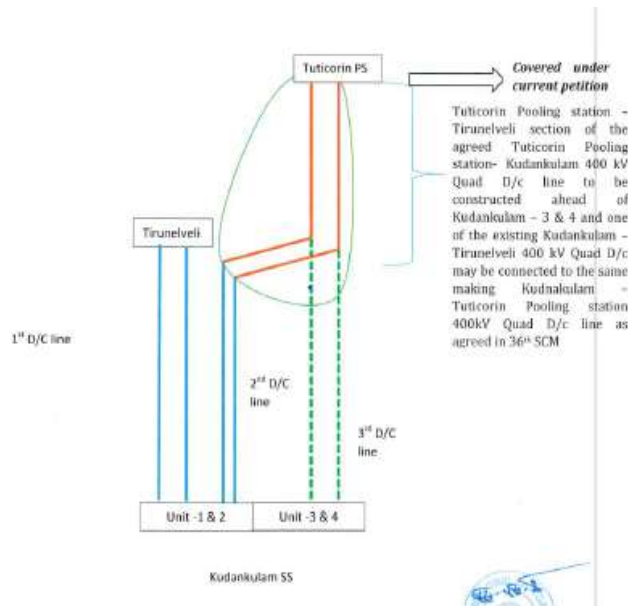 Tuticorin PS
Covered under
current petition
Tuticorin Pooling station –
Tirunelveli section of the
agreed Tuticorin Pooling
station- Kudankulam 400 kV
Quad D/c line to be
constructed ahead of
Kudankulam – 3 & 4 and one
of the existing Kudankulam –
Tirunelveli 400 kV Quad D/c
may be connected to the same
making Kudnakulam –
Tuticorin Pooling station
400kV Quad D/c line as
agreed in 36th SCM
Tirunelveli
1st D/C line
2nd D/C
line
3rd D/C
line
Unit -1 & 2
Unit -3 & 4
Kudankulam SS